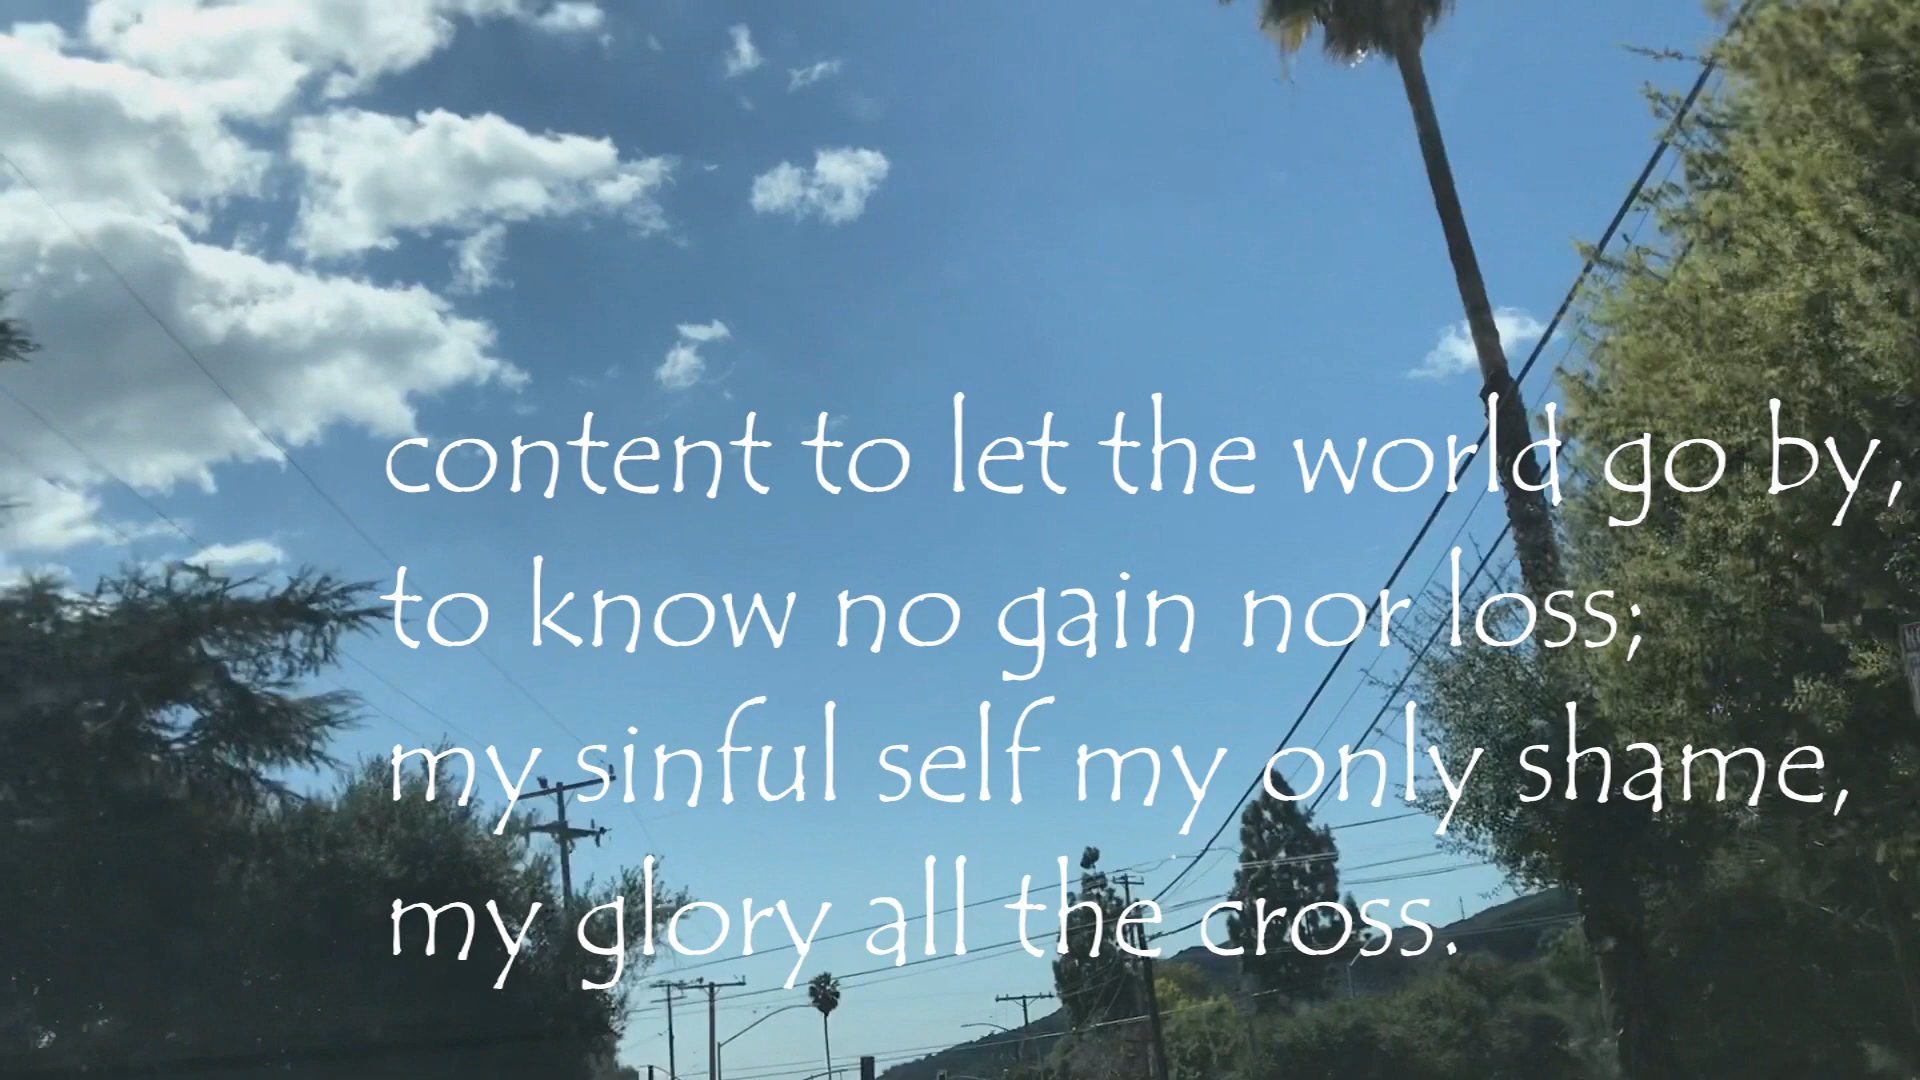 content to let the world go by,
to know no gain nor loss;
my sinful self my only shame,
my glory all the cross.